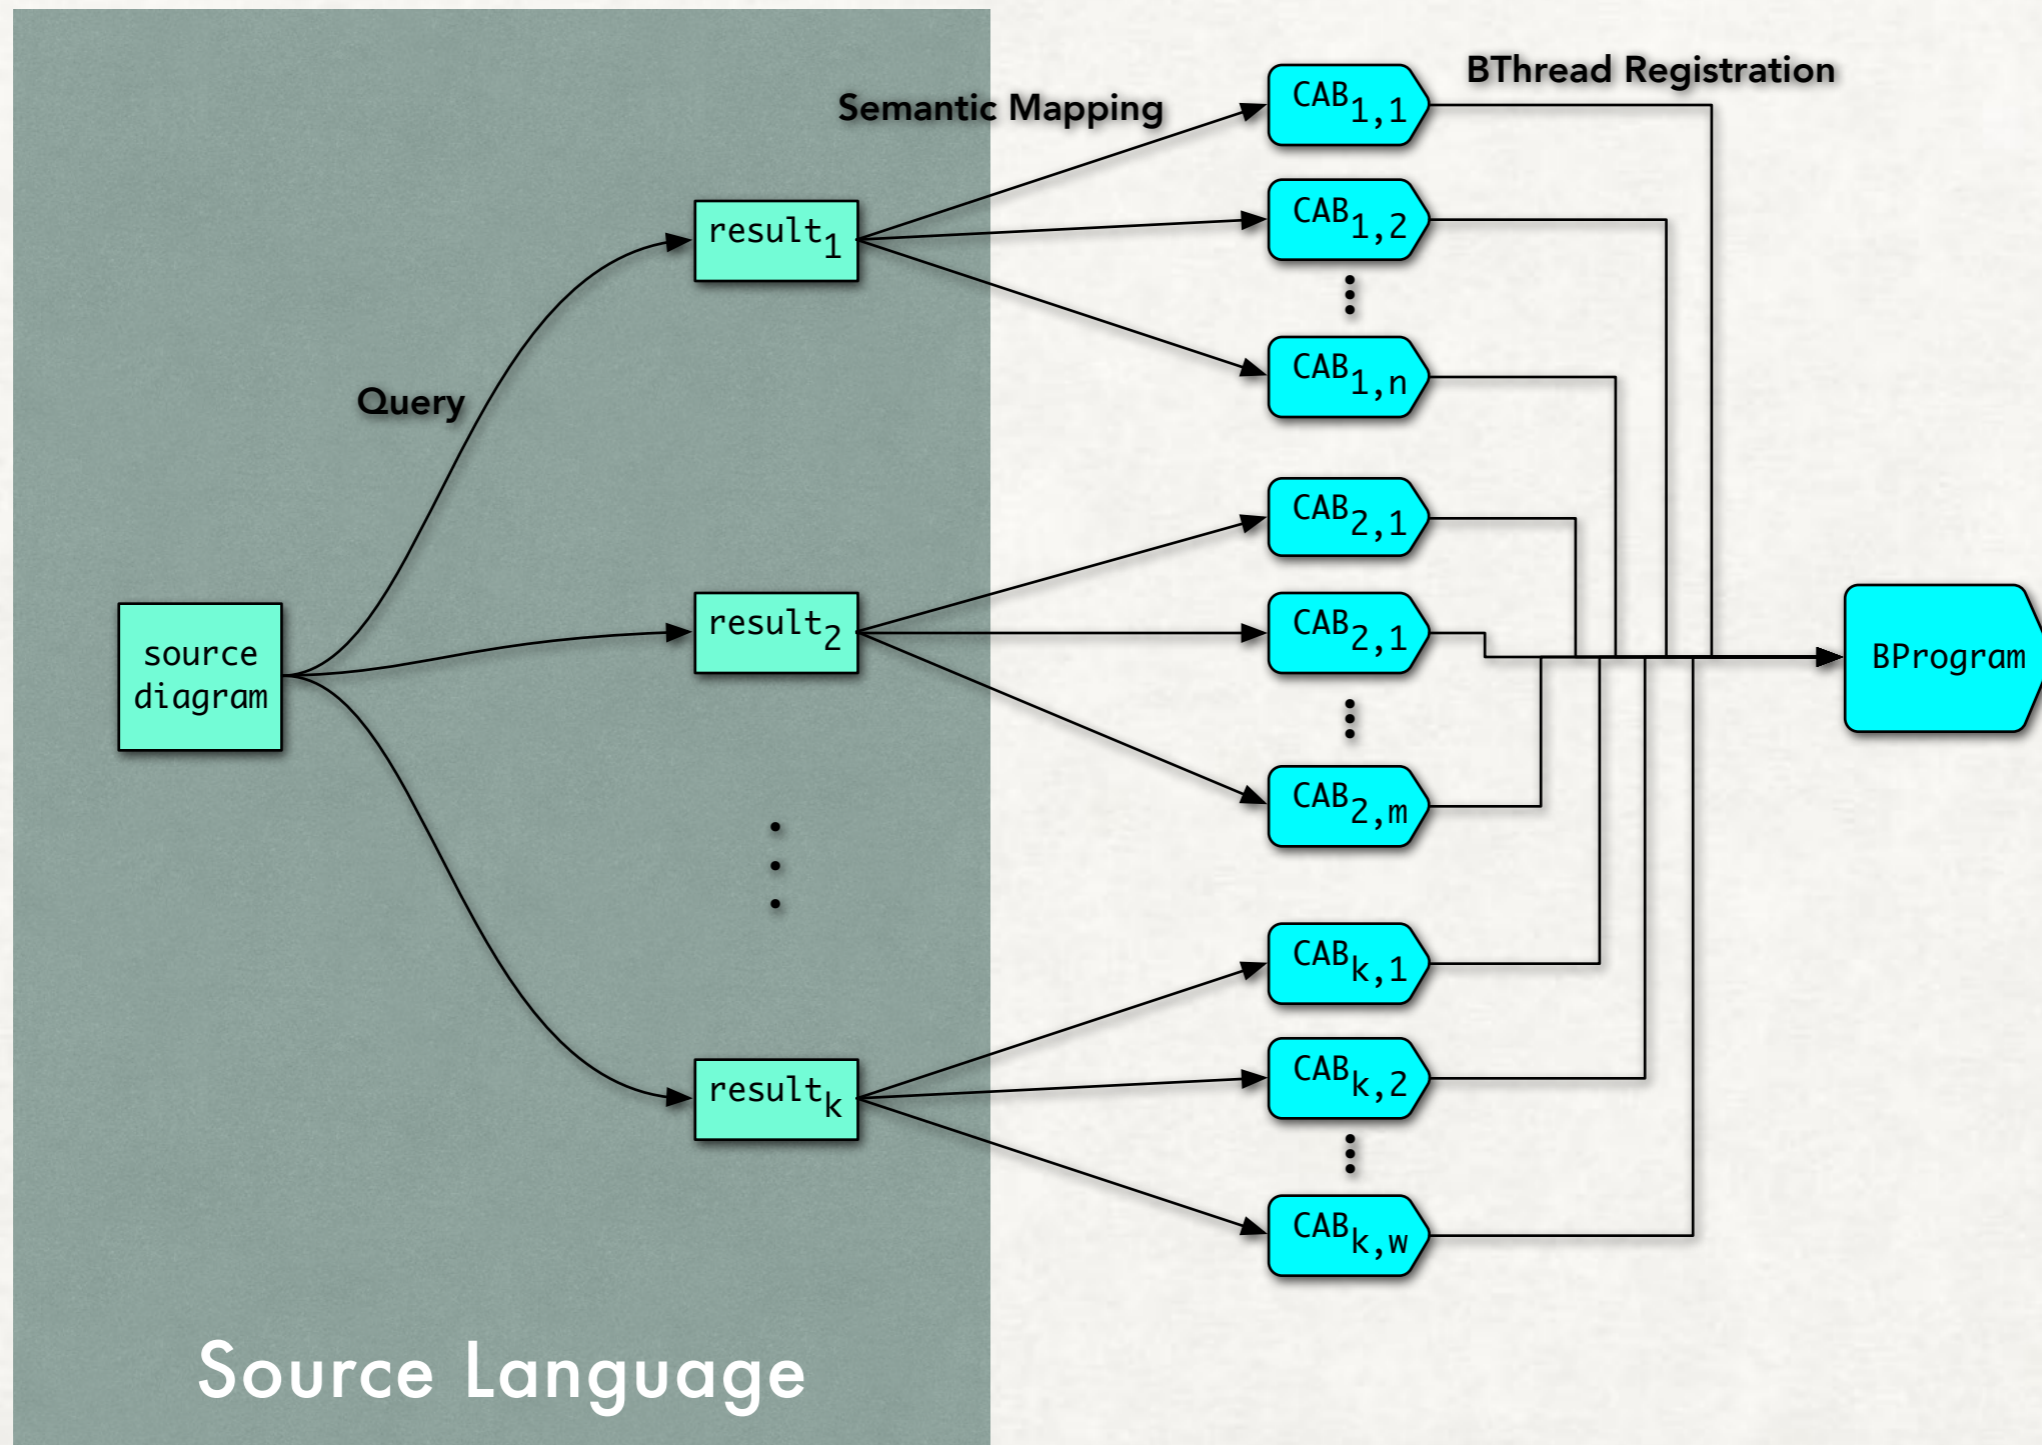 BThread Registration
Semantic Mapping
CAB1,1
CAB1,2
result1
CAB1,n
Query
CAB2,1
result2
CAB2,1
source
diagram
BProgram
CAB2,m
CABk,1
resultk
CABk,2
CABk,w
Source Language